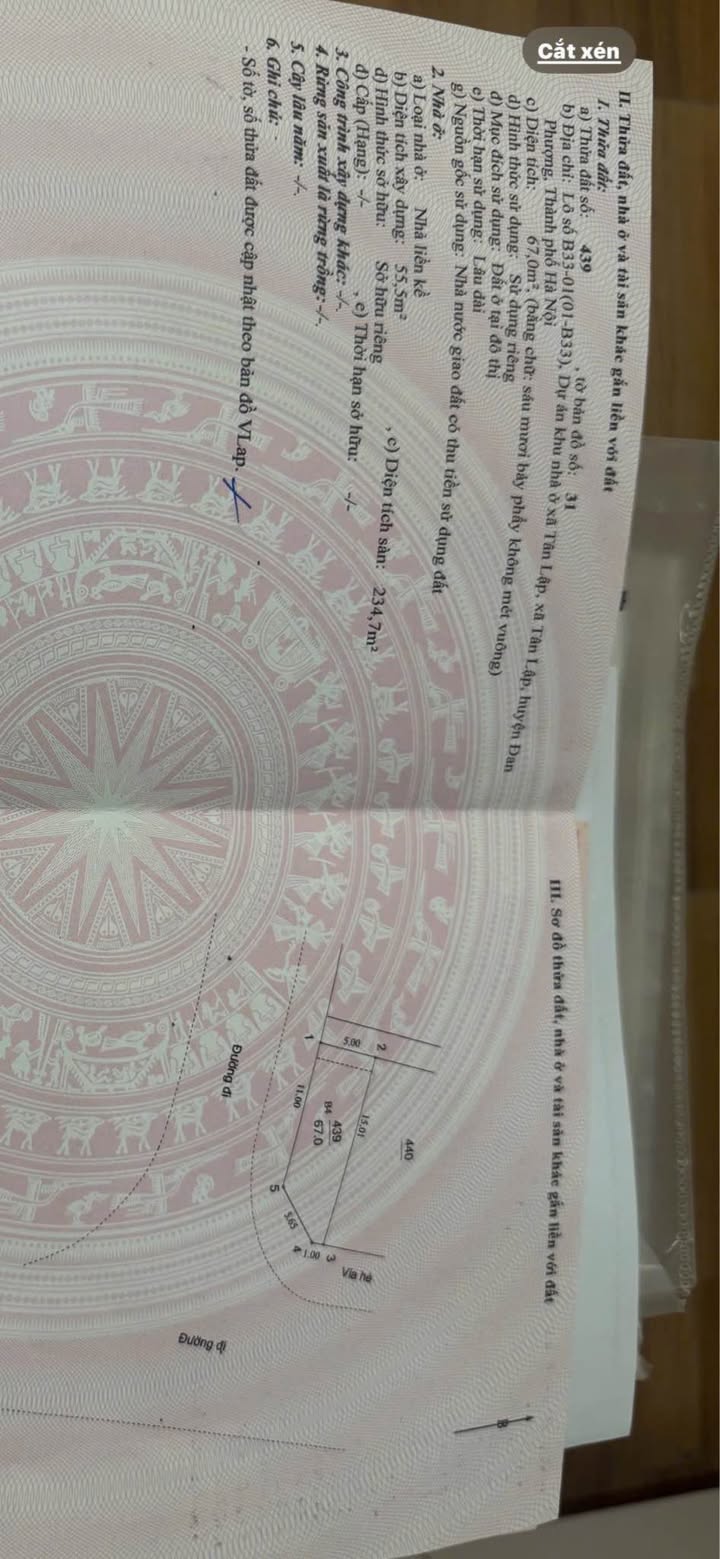 Cắt xén
II. Thửa đất, nhà ở và tài sản khác gắn liền với đất
1. Thửa đất:
a) Thửa đất số: 439 , tờ bản đồ số: 31
b) Địa chỉ: Lô số B33-01(01-B33), Dự án khu nhà ở xã Tân Lập, xã Tân Lập, huyện Đan
Phượng, Thành phố Hà Nội
c) Diện tích: 67,0m², (bằng chữ: sáu mươi bảy phẩy không mét vuông)
d) Hình thức sử dụng: Sử dụng riêng
đ) Mục đích sử dụng: Đất ở tại đô thị
e) Thời hạn sử dụng: Lâu dài
g) Nguồn gốc sử dụng: Nhà nước giao đất có thu tiền sử dụng đất
2. Nhà ở:
a) Loại nhà ở: Nhà liền kề
b) Diện tích xây dựng: 55,5m² , c) Diện tích sàn: 234,7m²
d) Hình thức sở hữu: Sở hữu riêng
đ) Cấp (Hạng): -/- , e) Thời hạn sở hữu: -/-
3. Công trình xây dựng khác: -/-.
4. Rừng sản xuất là rừng trồng: -/-.
5. Cây lâu năm: -/-.
6. Ghi chú:
- Số tờ, số thửa đất được cập nhật theo bản đồ VLap.
III. Sơ đồ thửa đất, nhà ở và tài sản khác gắn liền với đất
B
440
2
5.00
1
15.01
439
B4
67.0
11.00
3
1.00
4
5.65
5
Vỉa hè
Đường đi
Đường đi